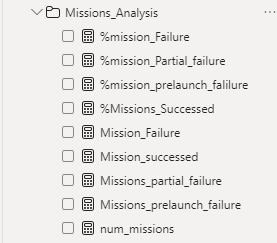 Missions_Analysis
%mission_Failure
%mission_Partial_failure
%mission_prelaunch_falilure
%Missions_Successed
Mission_Failure
Mission_successed
Missions_partial_failure
Missions_prelaunch_failure
num_missions